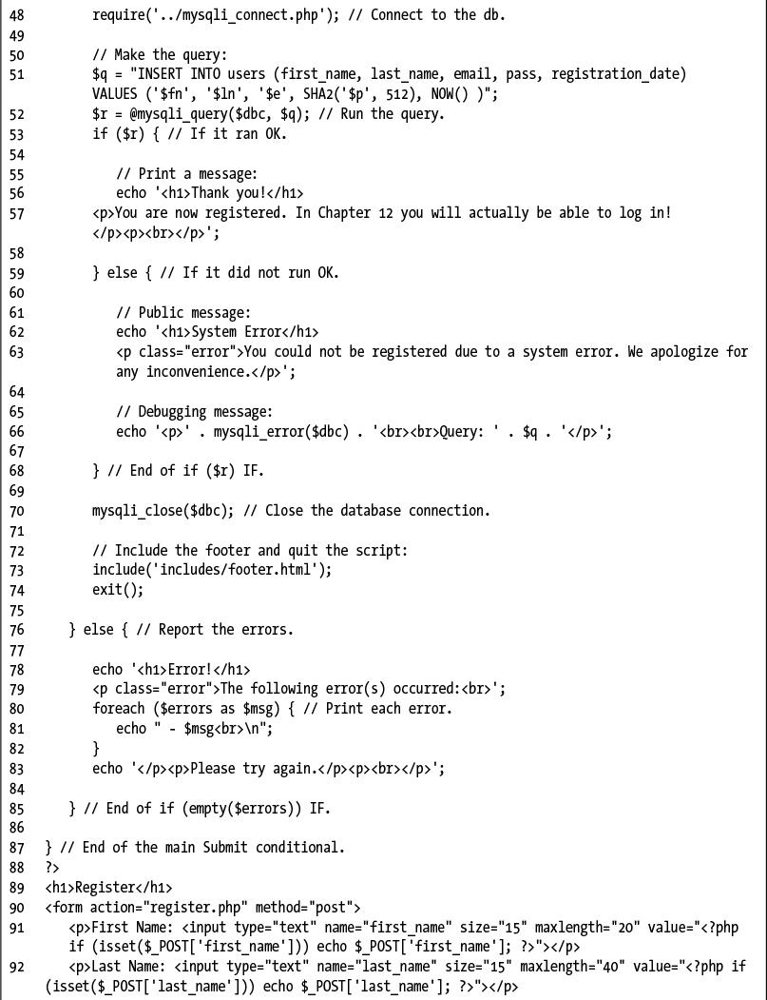 48 require('../mysqli_connect.php'); // Connect to the db.
49
50 // Make the query:
51 $q = "INSERT INTO users (first_name, last_name, email, pass, registration_date)
VALUES ('$fn', '$ln', '$e', SHA2('$p', 512), NOW() )";
52 $r = @mysqli_query($dbc, $q); // Run the query.
53 if ($r) { // If it ran OK.
54
55 // Print a message:
56 echo '<h1>Thank you!</h1>
57 <p>You are now registered. In Chapter 12 you will actually be able to log in!
</p><p><br></p>';
58
59 } else { // If it did not run OK.
60
61 // Public message:
62 echo '<h1>System Error</h1>
63 <p class="error">You could not be registered due to a system error. We apologize for
any inconvenience.</p>';
64
65 // Debugging message:
66 echo '<p>' . mysqli_error($dbc) . '<br><br>Query: ' . $q . '</p>';
67
68 } // End of if ($r) IF.
69
70 mysqli_close($dbc); // Close the database connection.
71
72 // Include the footer and quit the script:
73 include('includes/footer.html');
74 exit();
75
76 } else { // Report the errors.
77
78 echo '<h1>Error!</h1>
79 <p class="error">The following error(s) occurred:<br>';
80 foreach ($errors as $msg) { // Print each error.
81 echo " - $msg<br>\n";
82 }
83 echo '</p><p>Please try again.</p><p><br></p>';
84
85 } // End of if (empty($errors)) IF.
86
87 } // End of the main Submit conditional.
88 ?>
89 <h1>Register</h1>
90 <form action="register.php" method="post">
91 <p>First Name: <input type="text" name="first_name" size="15" maxlength="20" value="<?php
if (isset($_POST['first_name'])) echo $_POST['first_name']; ?>"></p>
92 <p>Last Name: <input type="text" name="last_name" size="15" maxlength="40" value="<?php if
(isset($_POST['last_name'])) echo $_POST['last_name']; ?>"></p>